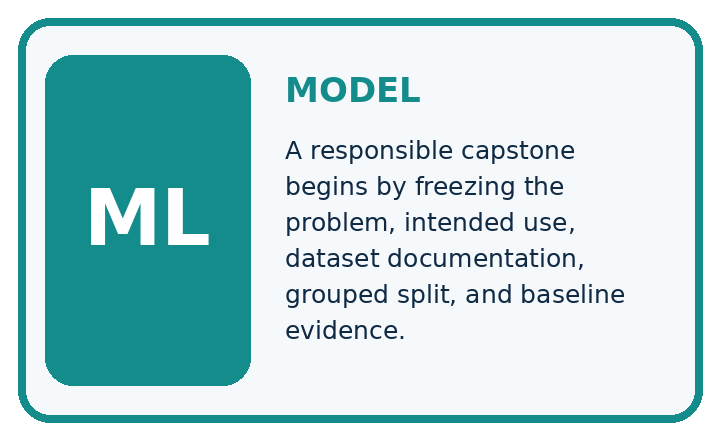 ML
MODEL
A responsible capstone
begins by freezing the
problem, intended use,
dataset documentation,
grouped split, and baseline
evidence.